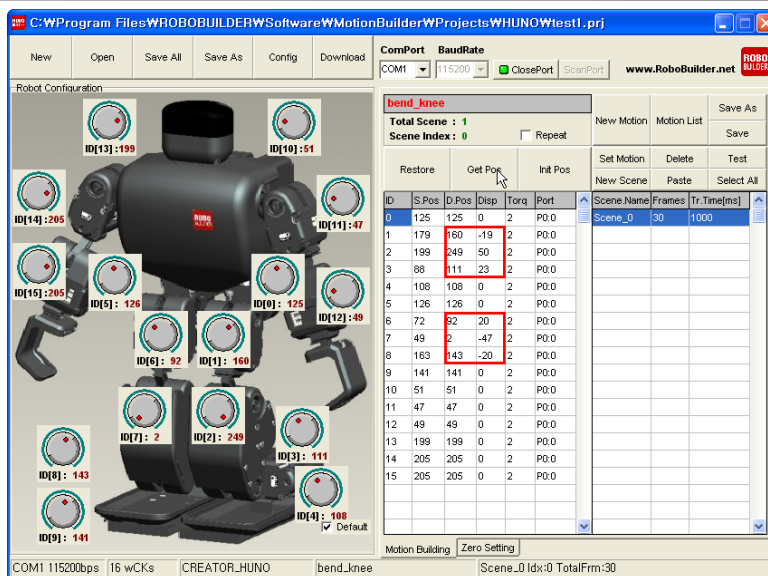 C:₩Program Files₩ROBOBUILDER₩Software₩MotionBuilder₩Projects₩HUNO₩test1.prj
New Open Save All Save As Config Download
ComPort BaudRate
COM1 115200 ClosePort ScanPort www.RoboBuilder.net ROBO BUILDER
Robot Configuration
ID[13] :199
ID[10] :51
ID[14] :205
ID[11] :47
ROBO
ID[15] :205
ID[5] : 126
ID[0] : 125
ID[12] :49
ID[6] : 92
ID[1] : 160
ID[7] : 2
ID[2] : 249
ID[3] : 111
ID[8] : 143
ID[4] : 108
Default
ID[9] : 141
bend_knee
Total Scene : 1
Scene Index : 0 Repeat
New Motion Motion List Save As
Save
Restore Get Pos Init Pos
Set Motion Delete Test
New Scene Paste Select All
ID S.Pos D.Pos Disp Torq Port
0 125 125 0 2 P0:0
1 179 160 -19 2 P0:0
2 199 249 50 2 P0:0
3 88 111 23 2 P0:0
4 108 108 0 2 P0:0
5 126 126 0 2 P0:0
6 72 92 20 2 P0:0
7 49 2 -47 2 P0:0
8 163 143 -20 2 P0:0
9 141 141 0 2 P0:0
10 51 51 0 2 P0:0
11 47 47 0 2 P0:0
12 49 49 0 2 P0:0
13 199 199 0 2 P0:0
14 205 205 0 2 P0:0
15 205 205 0 2 P0:0
Scene.Name Frames Tr.Time[ms]
Scene_0 30 1000
Motion Building Zero Setting
COM1 115200bps 16 wCKs CREATOR_HUNO bend_knee Scene_0 Idx:0 TotalFrm:30